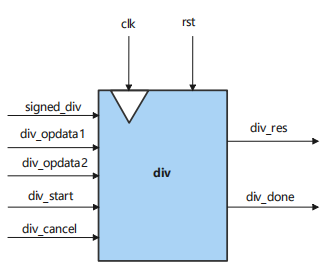 clk
rst
signed_div
div_opdata1
div_opdata2
div_start
div_cancel
div
div_res
div_done